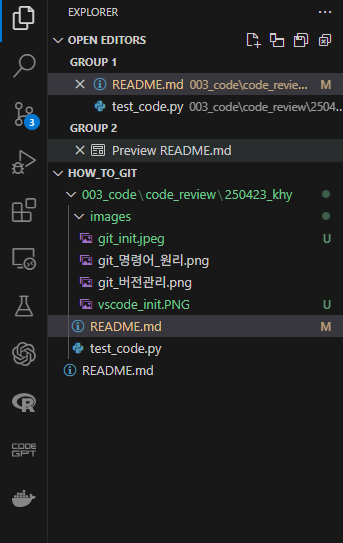 EXPLORER
OPEN EDITORS
GROUP 1
README.md 003_code\code_revie... M
test_code.py 003_code\code_review\2504...
3
GROUP 2
Preview README.md
HOW_TO_GIT
003_code\code_review\250423_khy
images
git_init.jpeg U
git_명령어_원리.png
git_버전관리.png
vscode_init.PNG U
README.md M
test_code.py
README.md
R
CODE
GPT